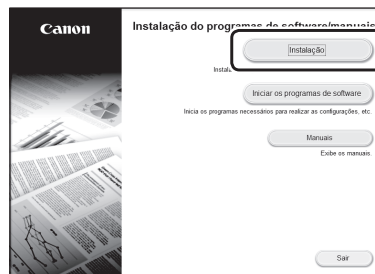 Canon
Instalação do programas de software/manuais
Instalação
Instala
Iniciar os programas de software
Inicia os programas necessários para realizar as configurações, etc.
Manuais
Exibe os manuais.
Sair